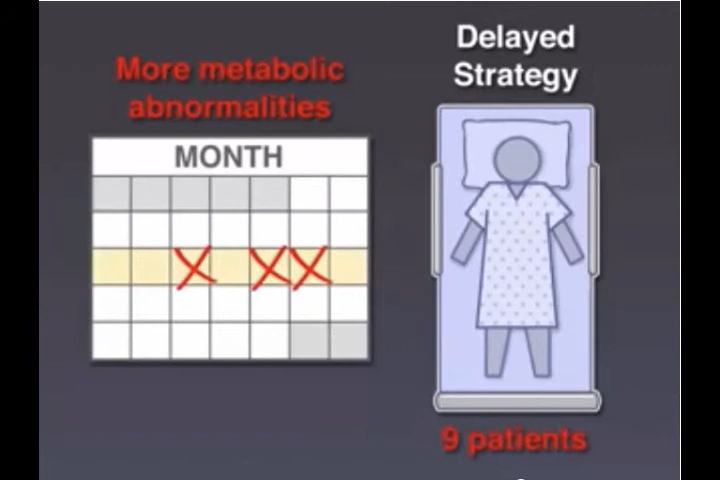 More metabolic
abnormalities
MONTH
Delayed
Strategy
9 patients